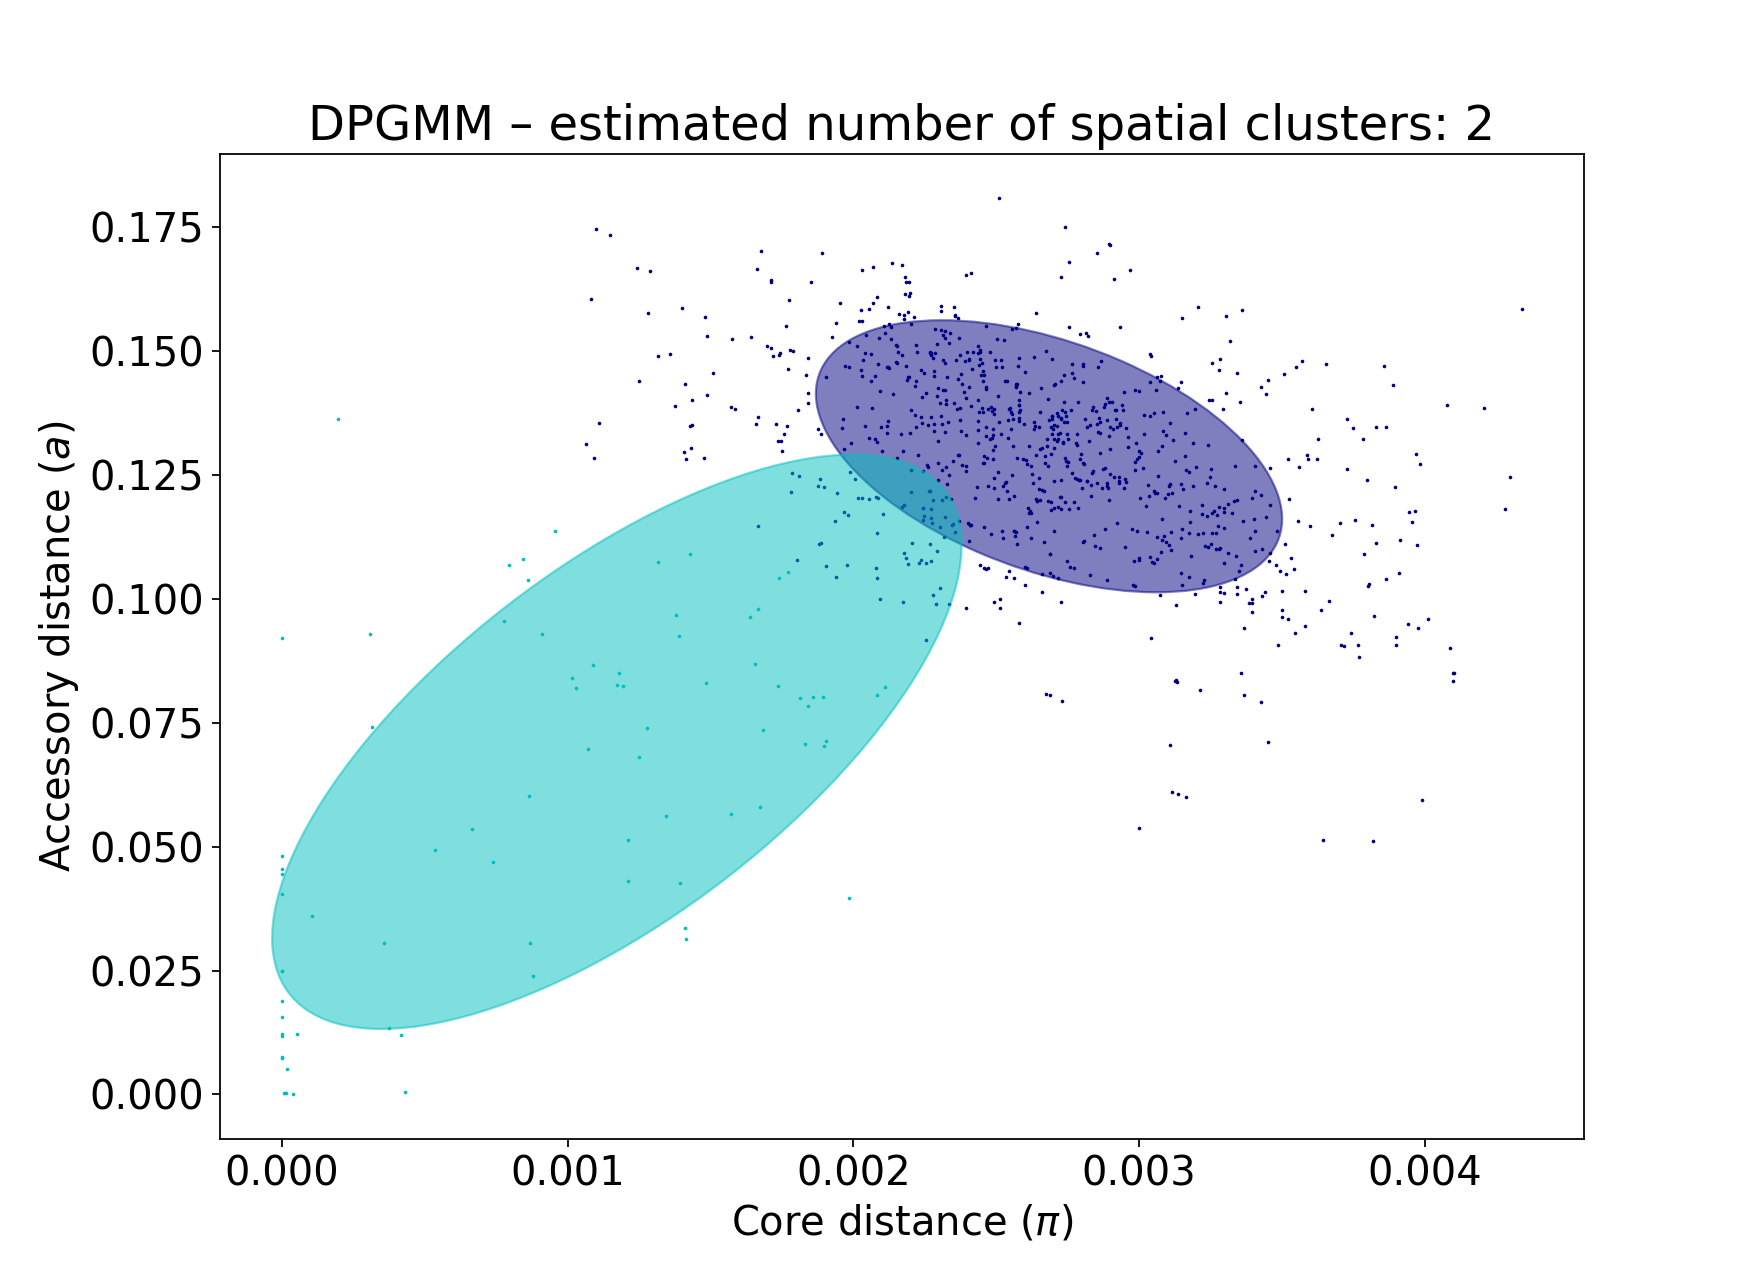 DPGMM – estimated number of spatial clusters: 2
0.175
0.150
0.125
0.100
0.075
0.050
0.025
0.000
Accessory distance (a)
0.000 0.001 0.002 0.003 0.004
Core distance (π)